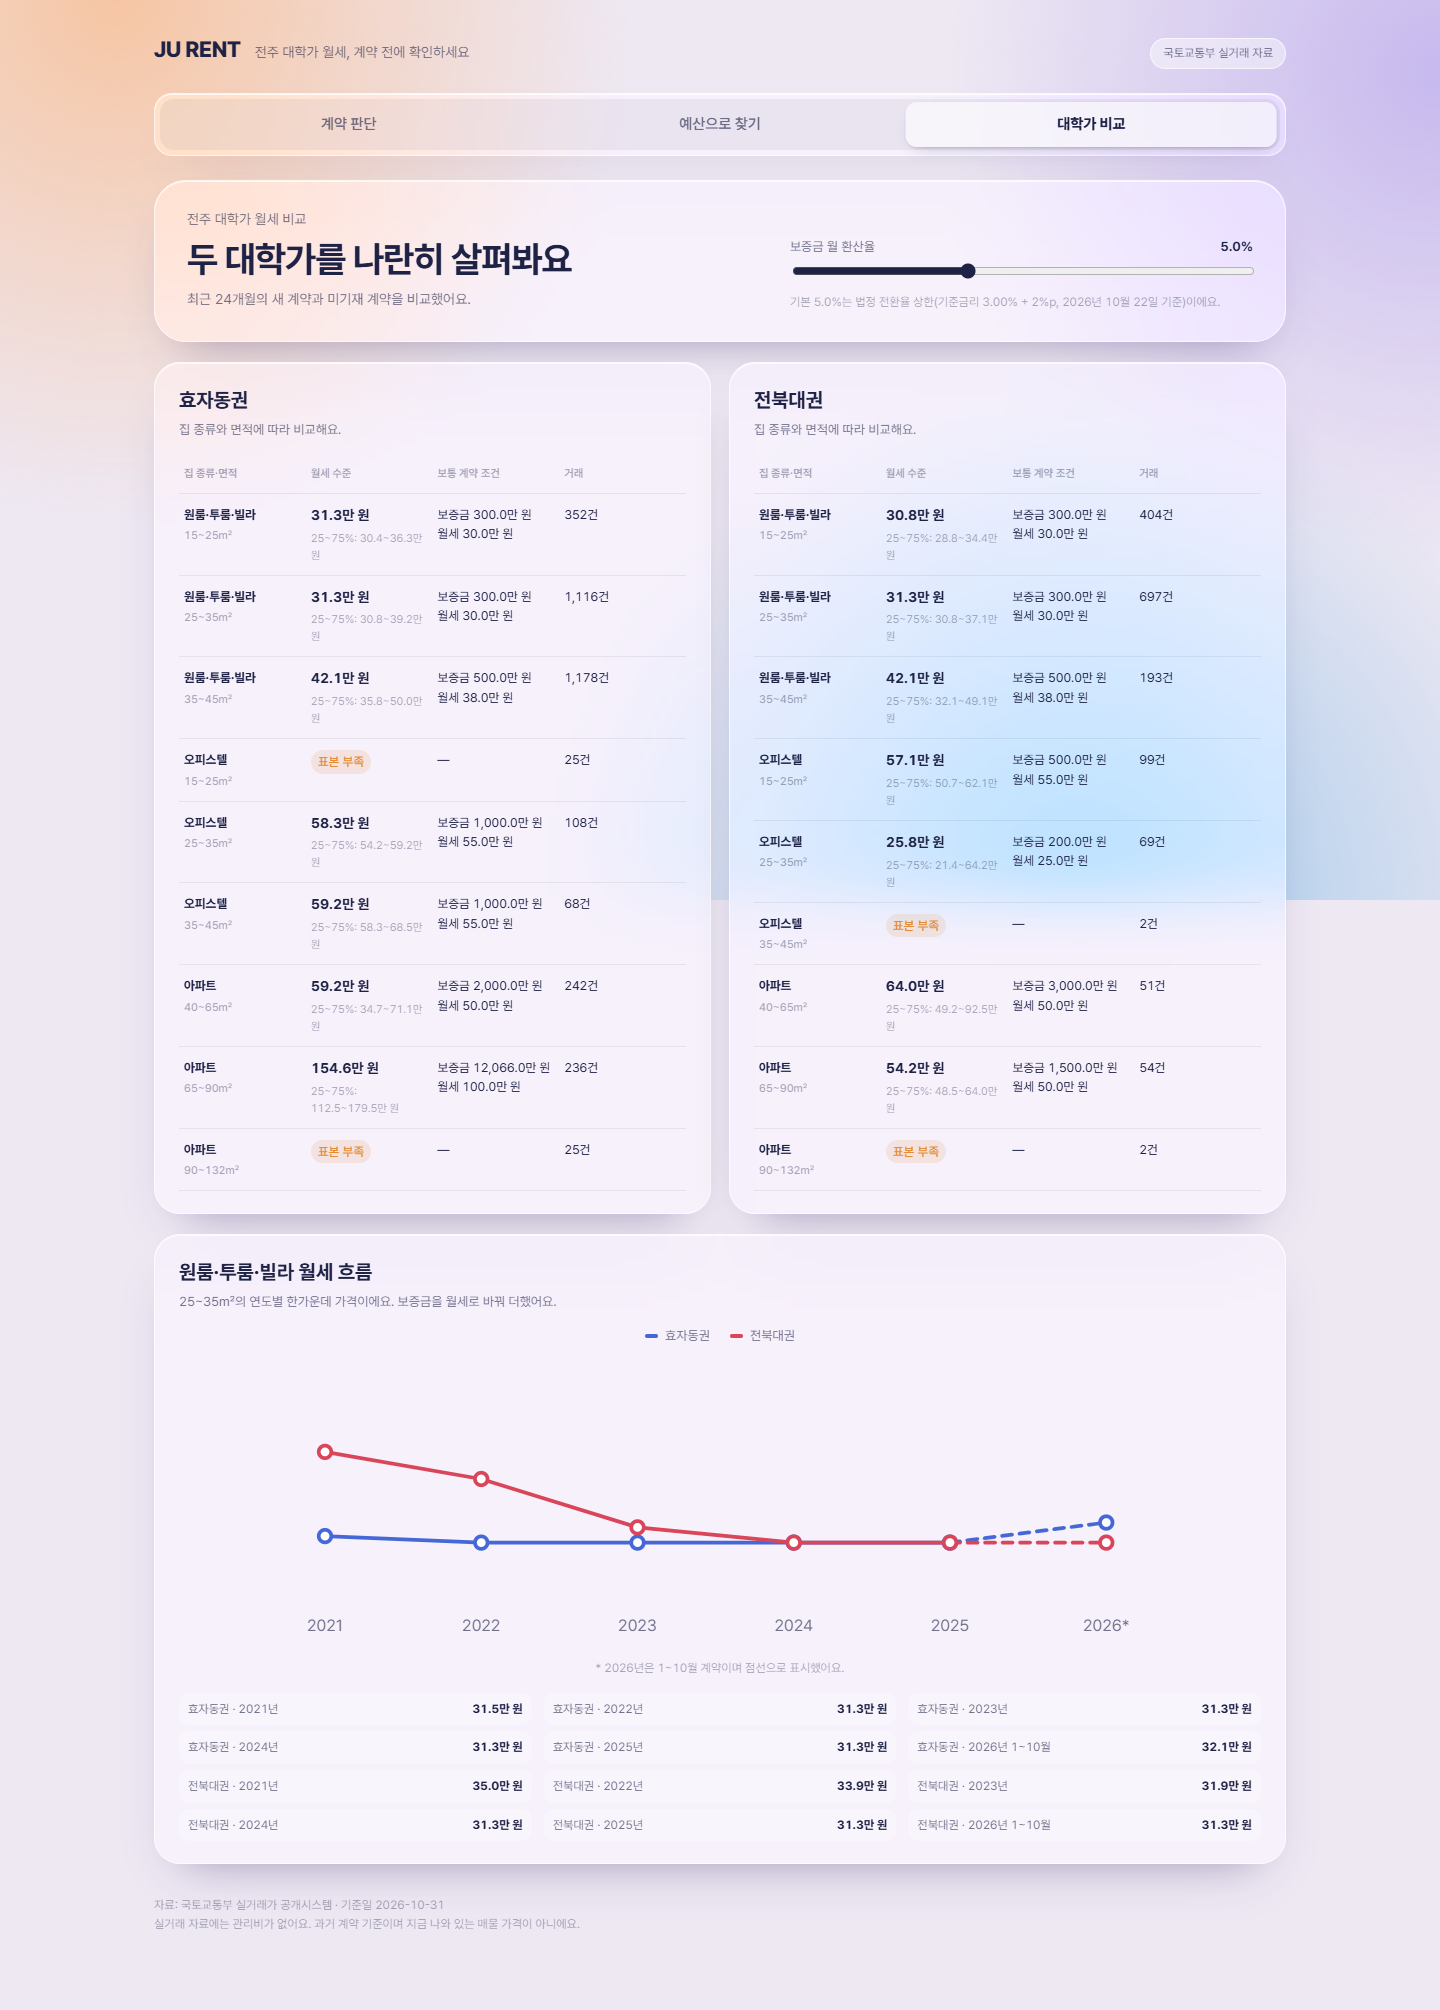 JU RENT 전주 대학가 월세, 계약 전에 확인하세요
국토교통부 실거래 자료
계약 판단
예산으로 찾기
대학가 비교
전주 대학가 월세 비교
두 대학가를 나란히 살펴봐요
최근 24개월의 새 계약과 미기재 계약을 비교했어요.
보증금 월 환산율 5.0%
기본 5.0%는 법정 전환율 상한(기준금리 3.00% + 2%p, 2026년 10월 22일 기준)이에요.
효자동권
집 종류와 면적에 따라 비교해요.
집 종류·면적 월세 수준 보통 계약 조건 거래
원룸·투룸·빌라 31.3만 원 보증금 300.0만 원 352건
15~25m² 25~75%: 30.4~36.3만 월세 30.0만 원
원
원룸·투룸·빌라 31.3만 원 보증금 300.0만 원 1,116건
25~35m² 25~75%: 30.8~39.2만 월세 30.0만 원
원
원룸·투룸·빌라 42.1만 원 보증금 500.0만 원 1,178건
35~45m² 25~75%: 35.8~50.0만 월세 38.0만 원
원
오피스텔 표본 부족 — 25건
15~25m²
오피스텔 58.3만 원 보증금 1,000.0만 원 108건
25~35m² 25~75%: 54.2~59.2만 월세 55.0만 원
원
오피스텔 59.2만 원 보증금 1,000.0만 원 68건
35~45m² 25~75%: 58.3~68.5만 월세 55.0만 원
원
아파트 59.2만 원 보증금 2,000.0만 원 242건
40~65m² 25~75%: 34.7~71.1만 월세 50.0만 원
원
아파트 154.6만 원 보증금 12,066.0만 원 236건
65~90m² 25~75%: 월세 100.0만 원
112.5~179.5만 원
아파트 표본 부족 — 25건
90~132m²
전북대권
집 종류와 면적에 따라 비교해요.
집 종류·면적 월세 수준 보통 계약 조건 거래
원룸·투룸·빌라 30.8만 원 보증금 300.0만 원 404건
15~25m² 25~75%: 28.8~34.4만 월세 30.0만 원
원
원룸·투룸·빌라 31.3만 원 보증금 300.0만 원 697건
25~35m² 25~75%: 30.8~37.1만 월세 30.0만 원
원
원룸·투룸·빌라 42.1만 원 보증금 500.0만 원 193건
35~45m² 25~75%: 32.1~49.1만 월세 38.0만 원
원
오피스텔 57.1만 원 보증금 500.0만 원 99건
15~25m² 25~75%: 50.7~62.1만 월세 55.0만 원
원
오피스텔 25.8만 원 보증금 200.0만 원 69건
25~35m² 25~75%: 21.4~64.2만 월세 25.0만 원
원
오피스텔 표본 부족 — 2건
35~45m²
아파트 64.0만 원 보증금 3,000.0만 원 51건
40~65m² 25~75%: 49.2~92.5만 월세 50.0만 원
원
아파트 54.2만 원 보증금 1,500.0만 원 54건
65~90m² 25~75%: 48.5~64.0만 월세 50.0만 원
원
아파트 표본 부족 — 2건
90~132m²
원룸·투룸·빌라 월세 흐름
25~35m²의 연도별 한가운데 가격이에요. 보증금을 월세로 바꿔 더했어요.
효자동권 전북대권
2021 2022 2023 2024 2025 2026*
* 2026년은 1~10월 계약이며 점선으로 표시했어요.
효자동권 · 2021년 31.5만 원 효자동권 · 2022년 31.3만 원 효자동권 · 2023년 31.3만 원
효자동권 · 2024년 31.3만 원 효자동권 · 2025년 31.3만 원 효자동권 · 2026년 1~10월 32.1만 원
전북대권 · 2021년 35.0만 원 전북대권 · 2022년 33.9만 원 전북대권 · 2023년 31.9만 원
전북대권 · 2024년 31.3만 원 전북대권 · 2025년 31.3만 원 전북대권 · 2026년 1~10월 31.3만 원
자료: 국토교통부 실거래가 공개시스템 · 기준일 2026-10-31
실거래 자료에는 관리비가 없어요. 과거 계약 기준이며 지금 나와 있는 매물 가격이 아니에요.